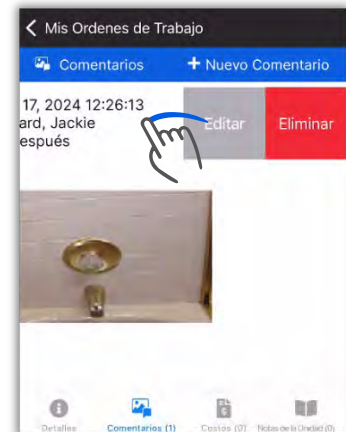 Mis Ordenes de Trabajo
Comentarios + Nuevo Comentario
17, 2024 12:26:13
ard, Jackie
espués
Editar Eliminar
Detalles Comentarios (1) Costos (0) Notas de la Unidad (0)